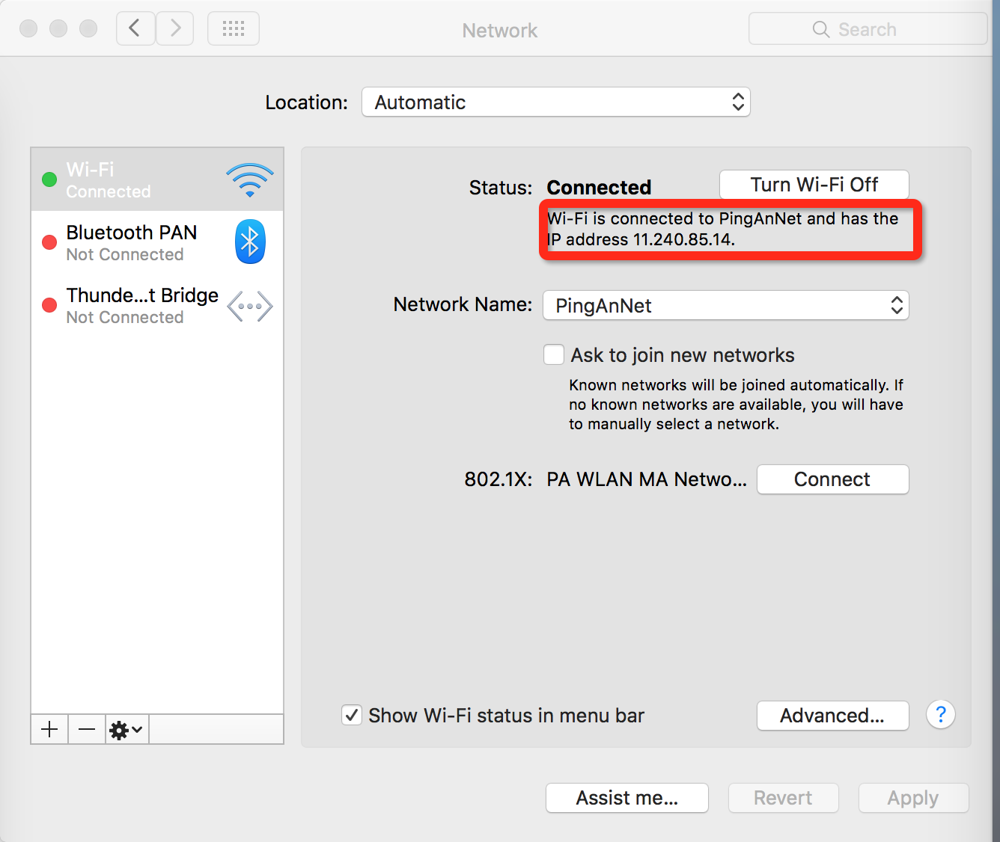 Network
Search
Location:
Automatic
Wi-Fi
Connected
Bluetooth PAN
Not Connected
Thunde...t Bridge
Not Connected
Status: Connected
Turn Wi-Fi Off
Wi-Fi is connected to PingAnNet and has the
IP address 11.240.85.14.
Network Name: PingAnNet
Ask to join new networks
Known networks will be joined automatically. If
no known networks are available, you will have
to manually select a network.
802.1X: PA WLAN MA Netwo...
Connect
Show Wi-Fi status in menu bar
Advanced...
?
Assist me...
Revert
Apply